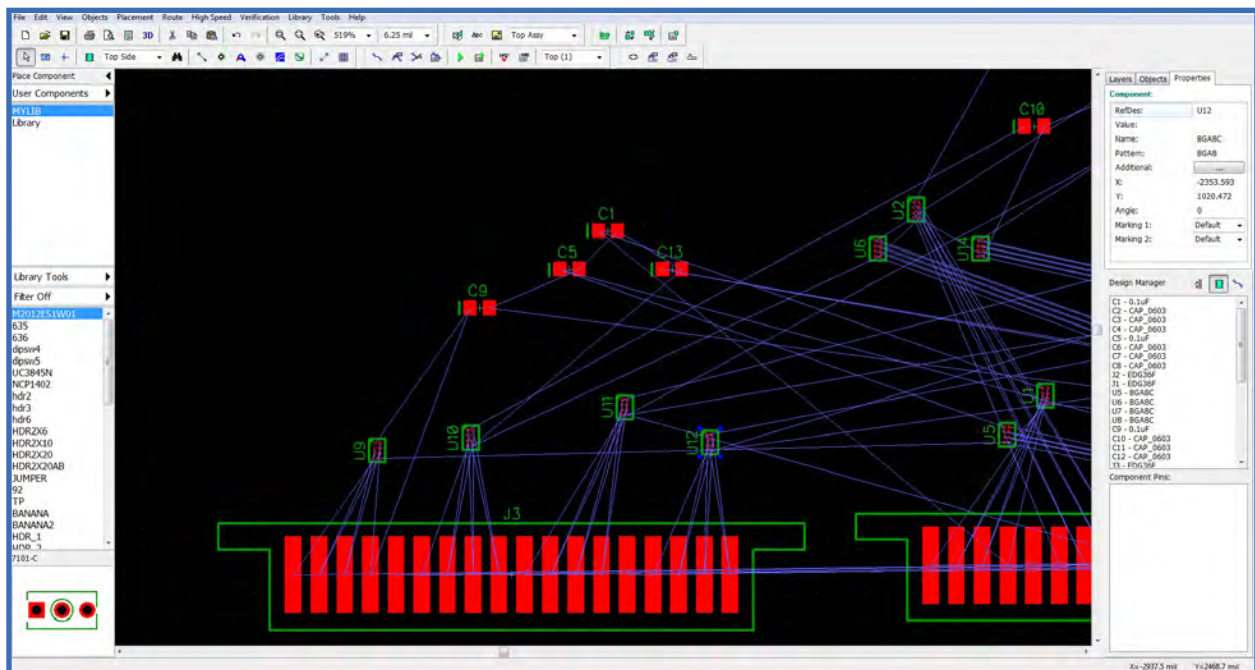 File Edit View Objects Placement Route High Speed Verification Library Tools Help
3D 519% 6.25 mil Abc Top Assy
Top Side A Top (1)
Place Component
User Components
MYLIB
Library
Library Tools
Filter Off
M2012ES1W01
635
636
dipsw4
dipsw5
UC3845N
NCP1402
hdr2
hdr3
hdr6
HDR2X6
HDR2X10
HDR2X20
HDR2X20AB
JUMPER
92
TP
BANANA
BANANA2
HDR_1
HDR_2
7101-C
C10
U2
C1
U6
U14
C5
C13
C9
U1
U11
U9
U10
U12
U5
J3
Layers Objects Properties
Component:
RefDes: U12
Value:
Name: BGA8C
Pattern: BGA8
Additional: ...
X: -2353.593
Y: 1020.472
Angle: 0
Marking 1: Default
Marking 2: Default
Design Manager
C1 - 0.1uF
C2 - CAP_0603
C3 - CAP_0603
C4 - CAP_0603
C5 - 0.1uF
C6 - CAP_0603
C7 - CAP_0603
C8 - CAP_0603
J2 - EDG36F
J1 - EDG36F
U5 - BGA8C
U6 - BGA8C
U7 - BGA8C
U8 - BGA8C
C9 - 0.1uF
C10 - CAP_0603
C11 - CAP_0603
C12 - CAP_0603
J3 - EDG36F
Component Pins:
X=-2937.5 mil Y=2468.7 mil